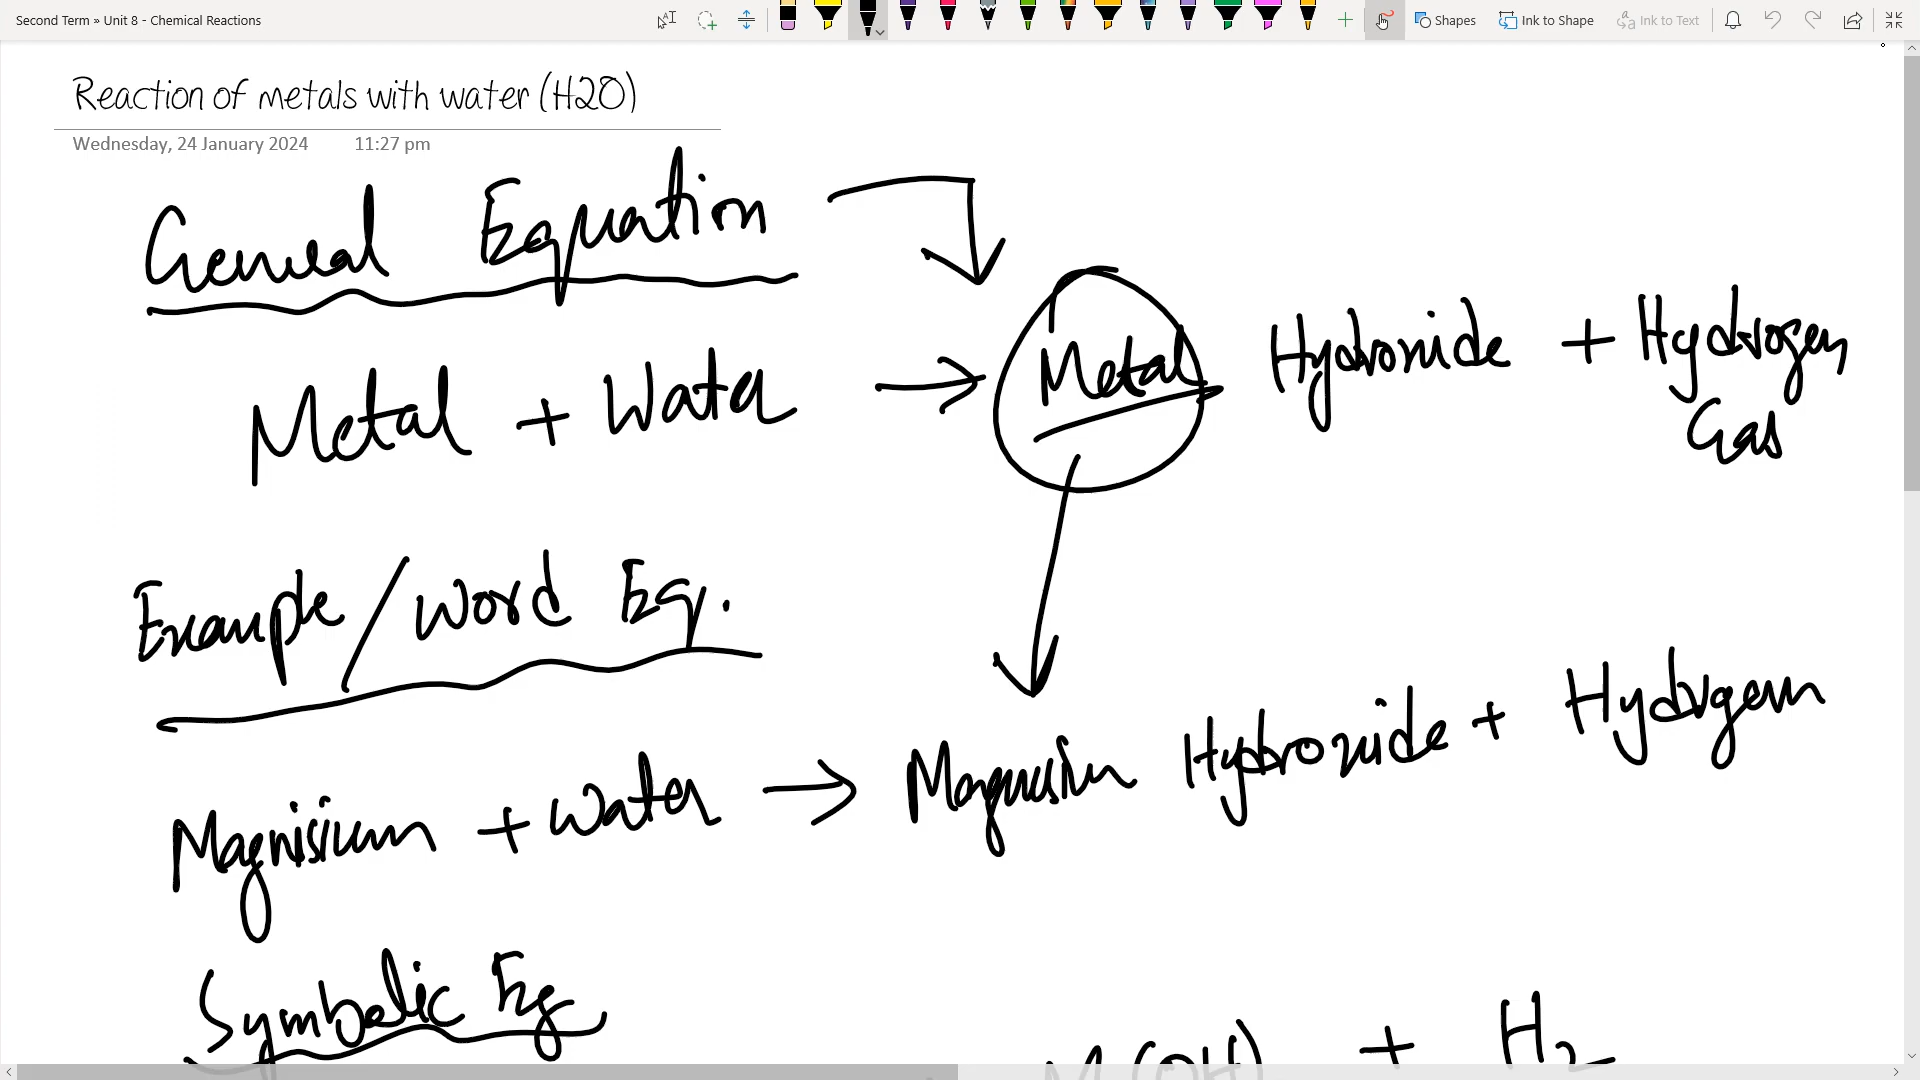 Second Term » Unit 8 - Chemical Reactions
Shapes
Ink to Shape
Ink to Text
Reaction of metals with water (H2O)
Wednesday, 24 January 2024 11:27 pm
General Equation
Metal + Water → Metal Hydroxide + Hydrogen
Gas
Example / Word Eq.
Magnisium + Water → Magnesium Hydroxide + Hydrogen
Symbolic Eq
M(OH) + H2